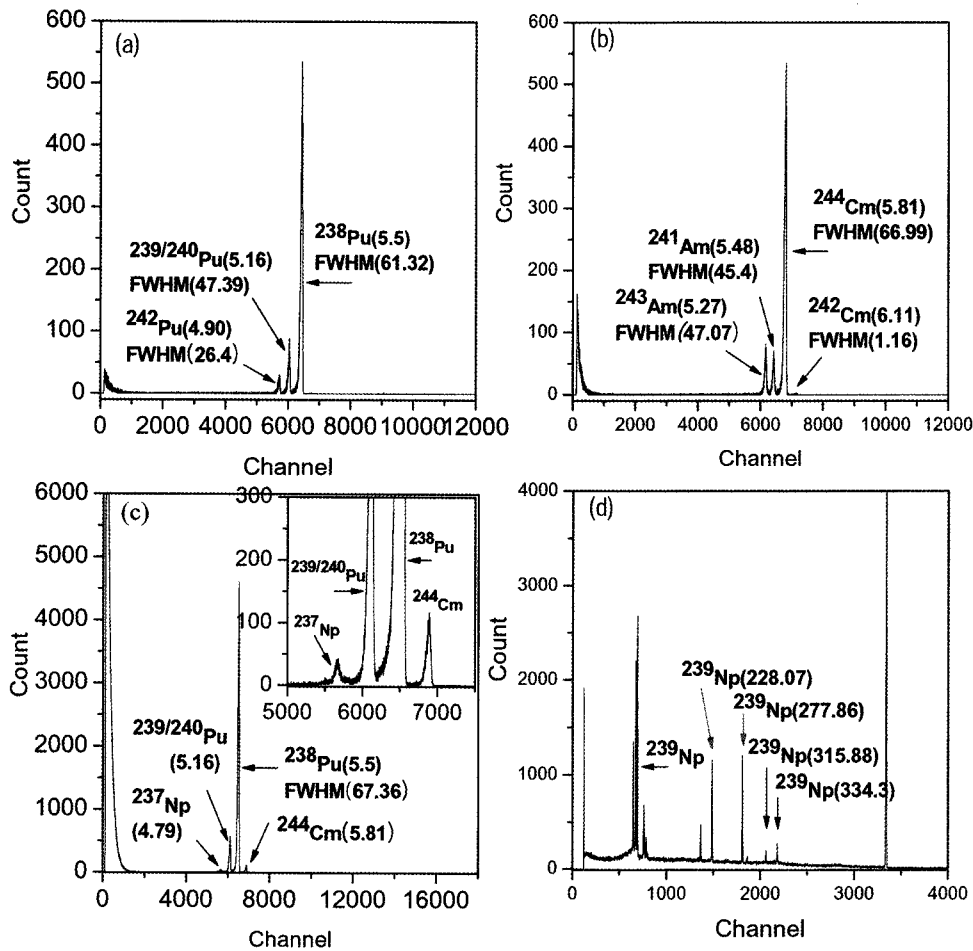 (a)
600
500
400
300
200
100
0
Count
²³⁸Pu(5.5)
FWHM(61.32)
²³⁹/²⁴⁰Pu(5.16)
FWHM(47.39)
²⁴²Pu(4.90)
FWHM(26.4)
0 2000 4000 6000 8000 10000 12000
Channel
(b)
600
500
400
300
200
100
0
Count
²⁴⁴Cm(5.81)
FWHM(66.99)
²⁴¹Am(5.48)
FWHM(45.4)
²⁴³Am(5.27)
FWHM(47.07)
²⁴²Cm(6.11)
FWHM(1.16)
0 2000 4000 6000 8000 10000 12000
Channel
(c)
6000
5000
4000
3000
2000
1000
0
Count
300
200
100
0
²³⁸Pu
²³⁹/²⁴⁰Pu
²⁴⁴Cm
²³⁷Np
5000 6000 7000
²³⁹/²⁴⁰Pu
(5.16)
²³⁸Pu(5.5)
FWHM(67.36)
²³⁷Np
(4.79)
²⁴⁴Cm(5.81)
0 4000 8000 12000 16000
Channel
(d)
4000
3000
2000
1000
0
Count
²³⁹Np(228.07)
²³⁹Np(277.86)
²³⁹Np
²³⁹Np(315.88)
²³⁹Np(334.3)
0 1000 2000 3000 4000
Channel